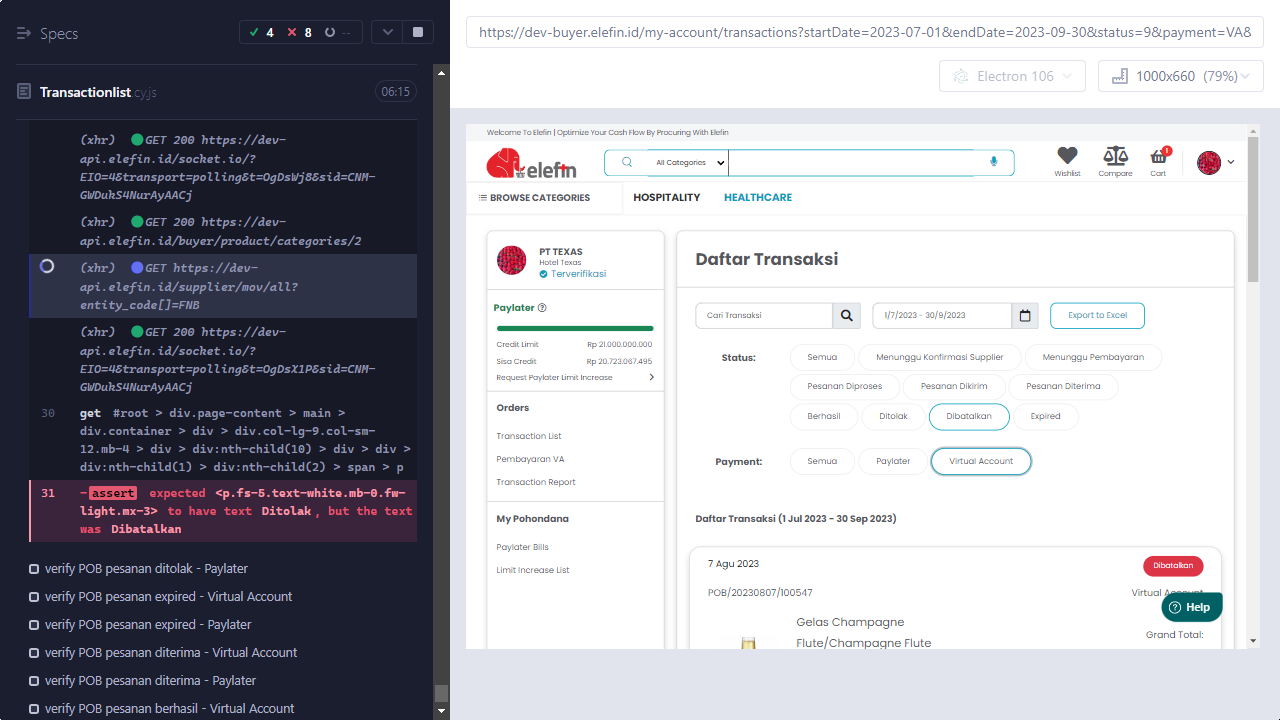 Specs
4
8
--
Transactionlist.cy.js
06:15
(xhr) GET 200 https://dev-
api.elefin.id/socket.io/?
EIO=4&transport=polling&t=OgDsWj8&sid=CNM-
GWDukS4NurAyAACj
(xhr) GET 200 https://dev-
api.elefin.id/buyer/product/categories/2
(xhr) GET https://dev-
api.elefin.id/supplier/mov/all?
entity_code[]=FNB
(xhr) GET 200 https://dev-
api.elefin.id/socket.io/?
EIO=4&transport=polling&t=OgDsX1P&sid=CNM-
GWDukS4NurAyAACj
30 get #root > div.page-content > main >
div.container > div > div.col-lg-9.col-sm-
12.mb-4 > div > div:nth-child(10) > div > div >
div:nth-child(1) > div:nth-child(2) > span > p
31 -assert expected <p.fs-5.text-white.mb-0.fw-
light.mx-3> to have text Ditolak, but the text
was Dibatalkan
verify POB pesanan ditolak - Paylater
verify POB pesanan expired - Virtual Account
verify POB pesanan expired - Paylater
verify POB pesanan diterima - Virtual Account
verify POB pesanan diterima - Paylater
verify POB pesanan berhasil - Virtual Account
https://dev-buyer.elefin.id/my-account/transactions?startDate=2023-07-01&endDate=2023-09-30&status=9&payment=VA&
Electron 106
1000x660 (79%)
Welcome To Elefin | Optimize Your Cash Flow By Procuring With Elefin
elefin
All Categories
Wishlist
Compare
1
Cart
BROWSE CATEGORIES
HOSPITALITY
HEALTHCARE
PT TEXAS
Hotel Texas
Terverifikasi
Paylater
Credit Limit Rp 21.000.000.000
Sisa Credit Rp 20.723.067.495
Request Paylater Limit Increase
Orders
Transaction List
Pembayaran VA
Transaction Report
My Pohondana
Paylater Bills
Limit Increase List
Daftar Transaksi
Cari Transaksi
1/7/2023 - 30/9/2023
Export to Excel
Status:
Semua
Menunggu Konfirmasi Supplier
Menunggu Pembayaran
Pesanan Diproses
Pesanan Dikirim
Pesanan Diterima
Berhasil
Ditolak
Dibatalkan
Expired
Payment:
Semua
Paylater
Virtual Account
Daftar Transaksi (1 Jul 2023 - 30 Sep 2023)
7 Agu 2023
Dibatalkan
POB/20230807/100547
Virtual Account
Gelas Champagne
Flute/Champagne Flute
Grand Total:
Help